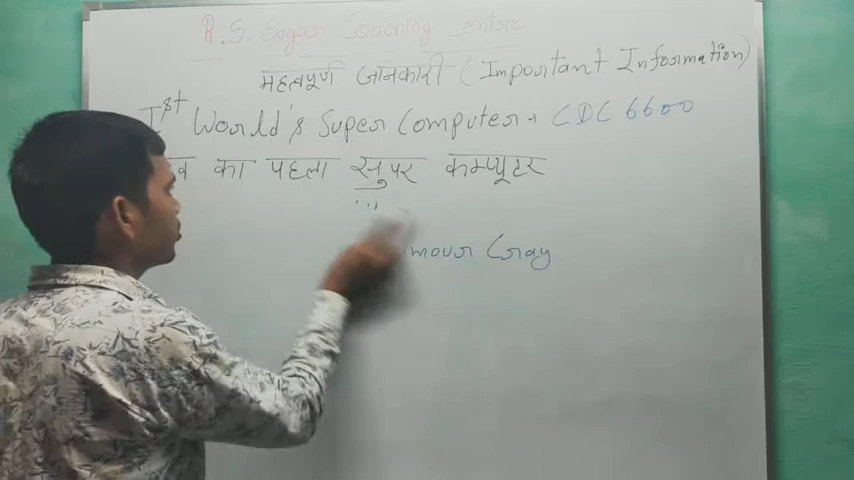 R.S. Sagar Coaching Centre
महत्वपूर्ण जानकारी (Important Information)
Ist World's Super Computer → CDC 6600
का पहला सुपर कम्प्यूटर
Cray